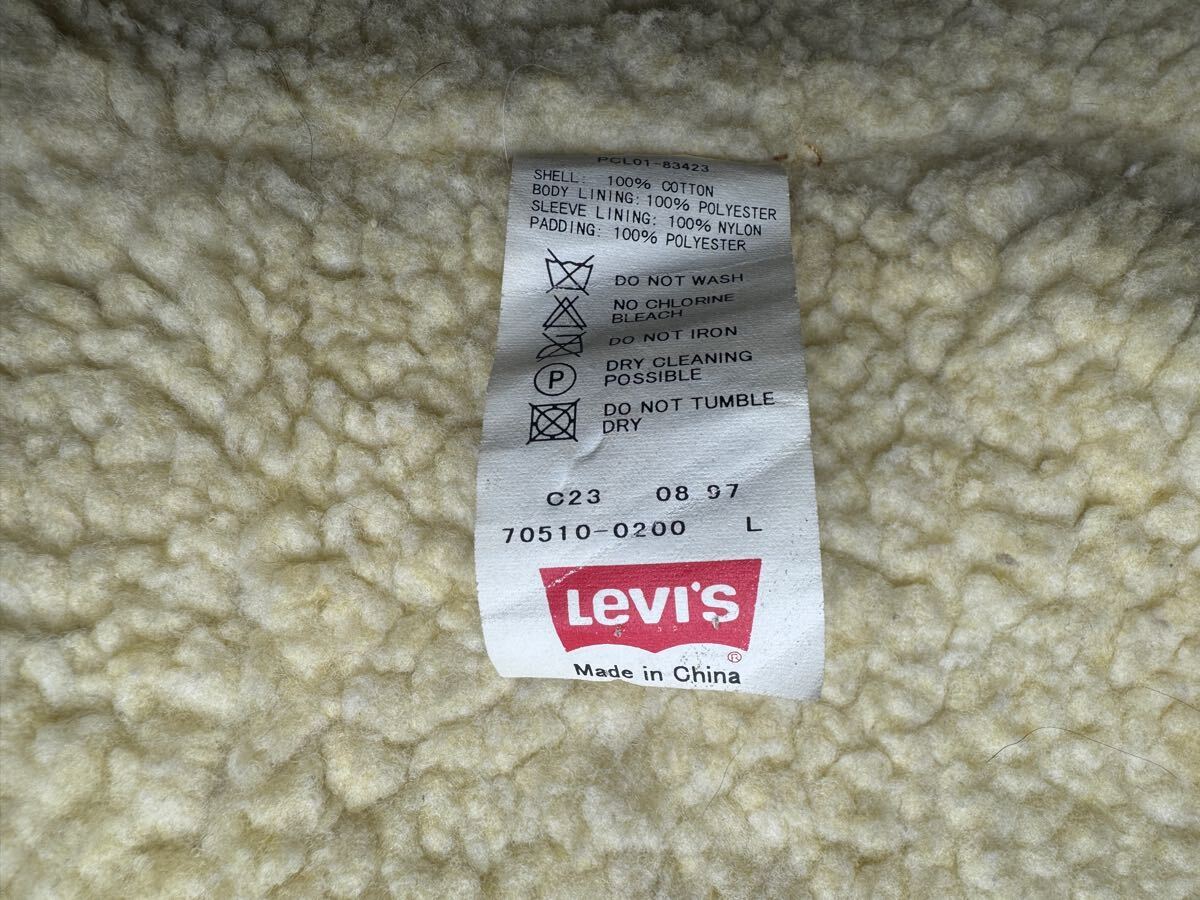 PCL01-83423
SHELL: 100% COTTON
BODY LINING: 100% POLYESTER
SLEEVE LINING: 100% NYLON
PADDING: 100% POLYESTER
DO NOT WASH
NO CHLORINE
BLEACH
DO NOT IRON
P
DRY CLEANING
POSSIBLE
DO NOT TUMBLE
DRY
C23 08 97
70510-0200 L
Levi's
®
Made in China